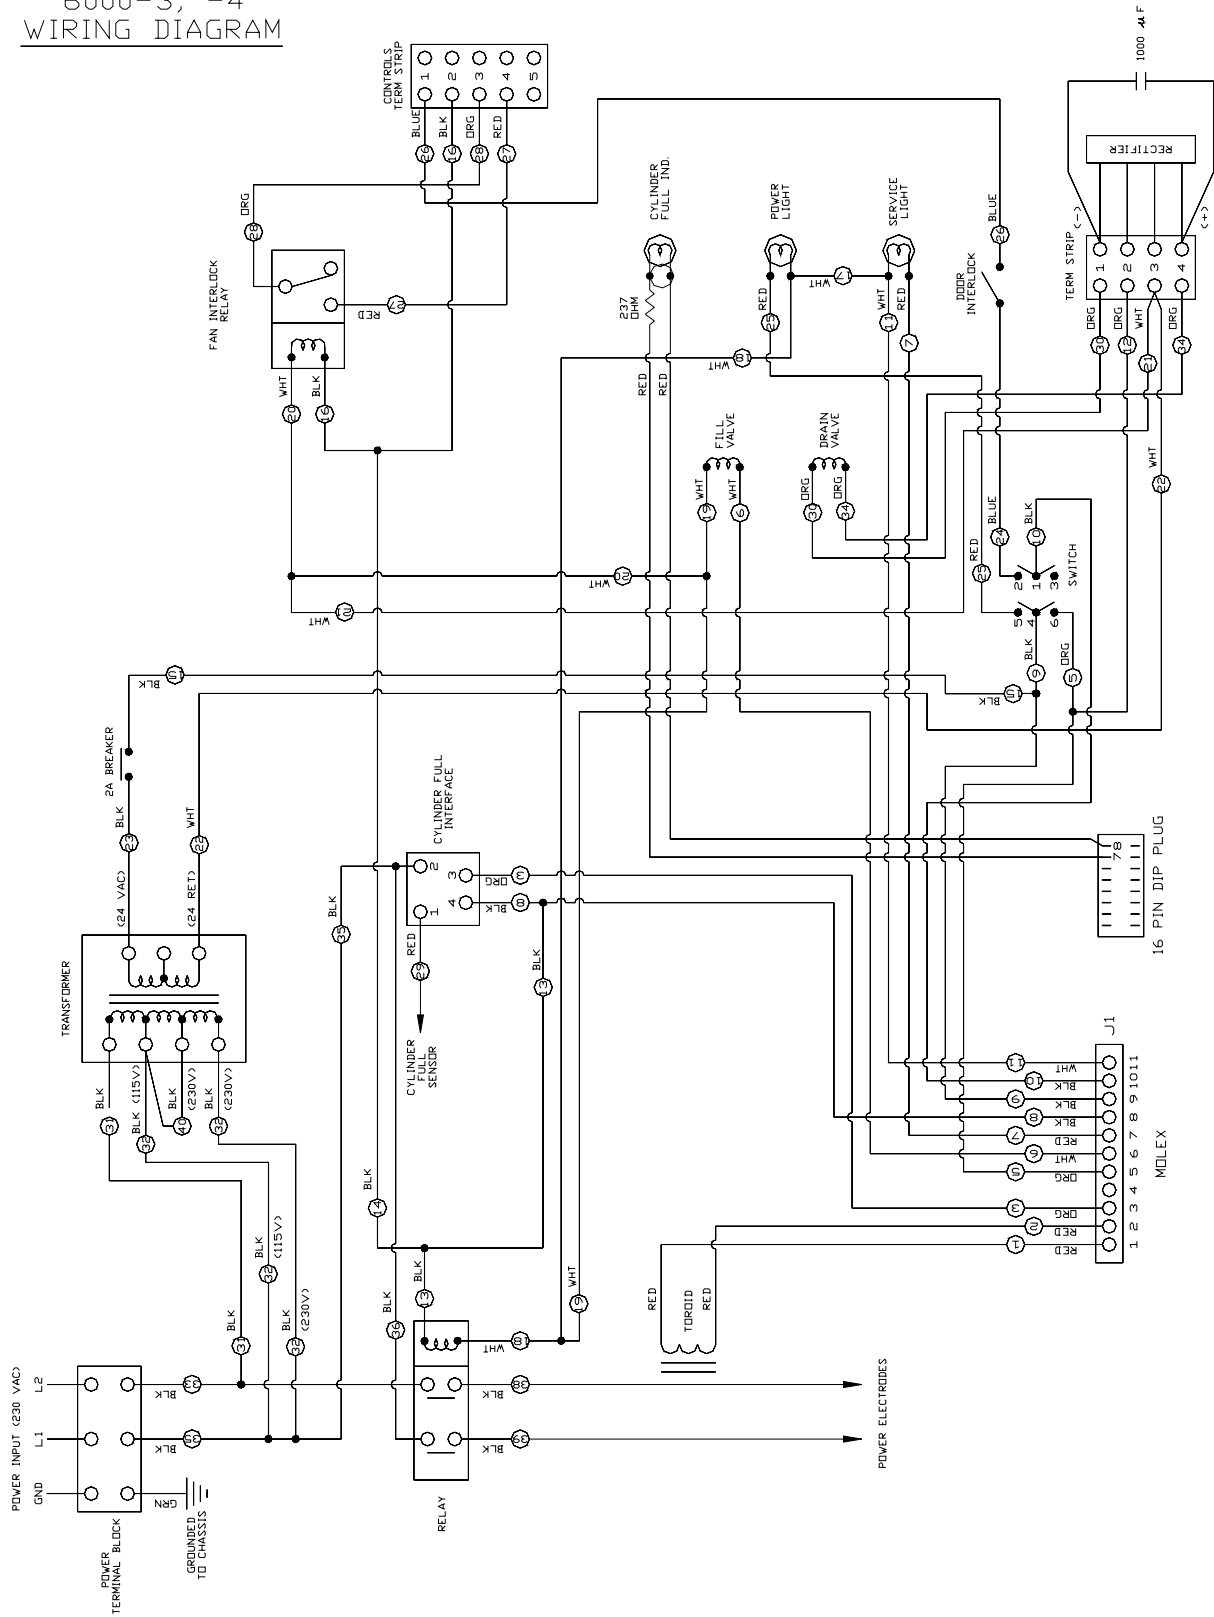 6000-3, -4
WIRING DIAGRAM
CONTROLS
TERM STRIP
1
2
3
4
5
BLUE
BLK
ORG
RED
26
16
28
27
ORG
28
FAN INTERLOCK
RELAY
RED
27
WHT
20
BLK
16
CYLINDER
FULL IND.
237
OHM
RED
RED
POWER
LIGHT
RED
25
WHT
17
SERVICE
LIGHT
WHT
11
RED
7
WHT
18
BLUE
26
DOOR
INTERLOCK
1000 µF
RECTIFIER
(-)
(+)
TERM STRIP
1
2
3
4
ORG
30
12
WHT
21
ORG
34
FILL
VALVE
WHT
19
WHT
6
DRAIN
VALVE
ORG
30
ORG
34
WHT
22
BLUE
24
BLK
10
RED
25
2
1
3
SWITCH
5
4
6
BLK
9
ORG
5
BLK
15
WHT
20
WHT
21
BLK
15
2A BREAKER
BLK
23
WHT
22
(24 VAC)
(24 RET)
TRANSFORMER
BLK
31
BLK (115V)
32
BLK
(230V)
40
BLK
(230V)
32
CYLINDER FULL
INTERFACE
2
3
1
4
ORG
3
BLK
8
RED
29
CYLINDER
FULL
SENSOR
BLK
35
BLK
13
BLK
14
BLK
13
BLK
36
WHT
19
WHT
18
16 PIN DIP PLUG
7
8
J1
MOLEX
1
2
3
4
5
6
7
8
9
10
11
WHT
11
BLK
10
BLK
9
BLK
8
RED
7
WHT
6
ORG
5
ORG
3
RED
2
RED
1
RED
TOROID
RED
POWER INPUT (230 VAC)
L2
L1
GND
BLK
33
BLK
35
GRN
GROUNDED
TO CHASSIS
POWER
TERMINAL BLOCK
BLK
31
BLK
32
(115V)
BLK
32
(230V)
RELAY
BLK
38
BLK
39
POWER ELECTRODES